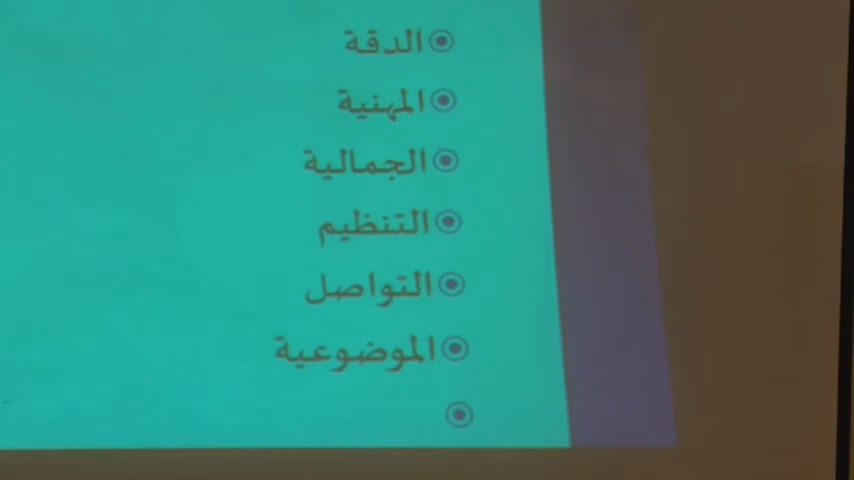 الدقة
المهنية
الجمالية
التنظيم
التواصل
الموضوعية